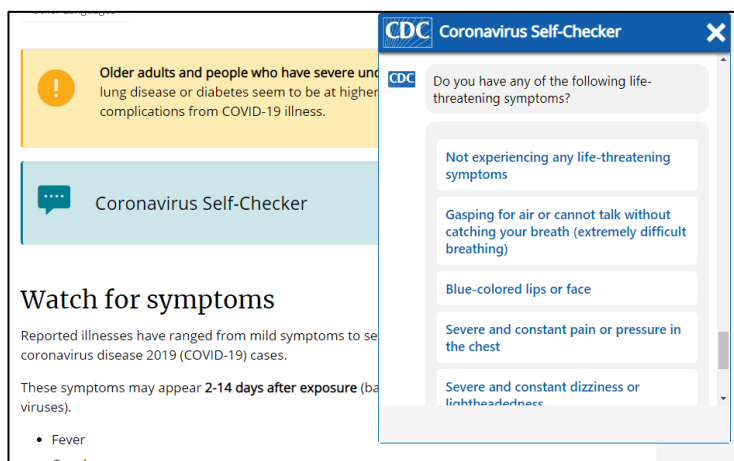 Older adults and people who have severe
lung disease or diabetes seem to be at higher
complications from COVID-19 illness.
Coronavirus Self-Checker
Watch for symptoms
Reported illnesses have ranged from mild symptoms to
coronavirus disease 2019 (COVID-19) cases.
These symptoms may appear 2-14 days after exposure
viruses).
• Fever
CDC Coronavirus Self-Checker
CDC
Do you have any of the following life-
threatening symptoms?
Not experiencing any life-threatening
symptoms
Gasping for air or cannot talk without
catching your breath (extremely difficult
breathing)
Blue-colored lips or face
Severe and constant pain or pressure in
the chest
Severe and constant dizziness or
lightheadedness